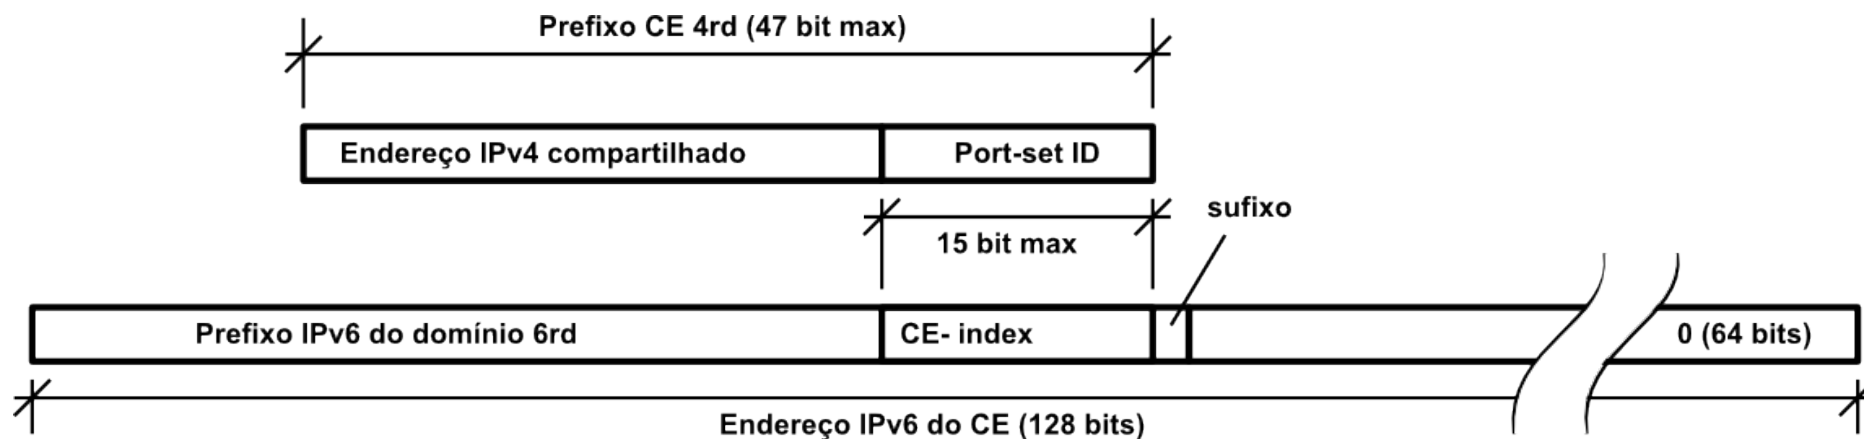 Prefixo CE 4rd (47 bit max)
Endereço IPv4 compartilhado
Port-set ID
sufixo
15 bit max
Prefixo IPv6 do domínio 6rd
CE- index
0 (64 bits)
Endereço IPv6 do CE (128 bits)